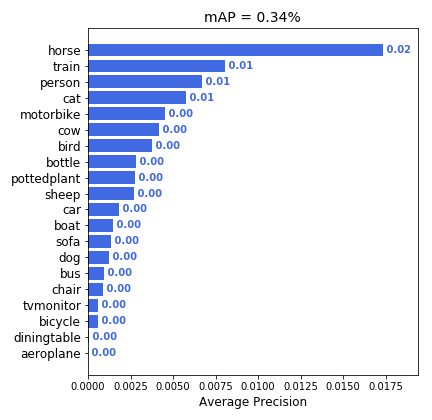 mAP = 0.34%
horse 0.02
train 0.01
person 0.01
cat 0.01
motorbike 0.00
cow 0.00
bird 0.00
bottle 0.00
pottedplant 0.00
sheep 0.00
car 0.00
boat 0.00
sofa 0.00
dog 0.00
bus 0.00
chair 0.00
tvmonitor 0.00
bicycle 0.00
diningtable 0.00
aeroplane 0.00
0.0000 0.0025 0.0050 0.0075 0.0100 0.0125 0.0150 0.0175
Average Precision